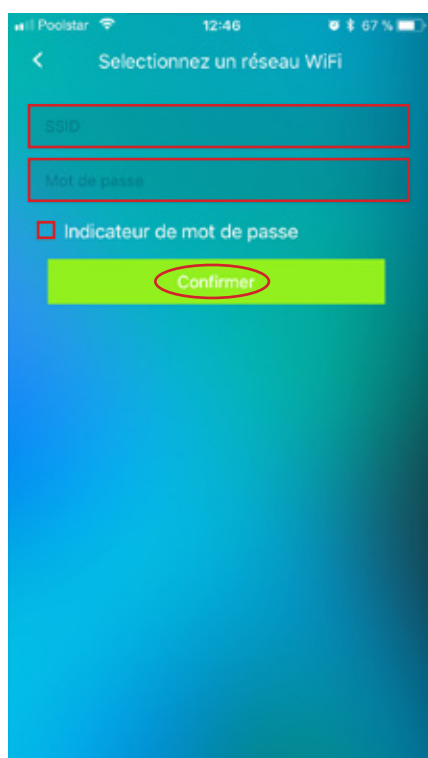 Poolstar 12:46 67 %
Selectionnez un réseau WiFi
SSID
Mot de passe
Indicateur de mot de passe
Confirmer